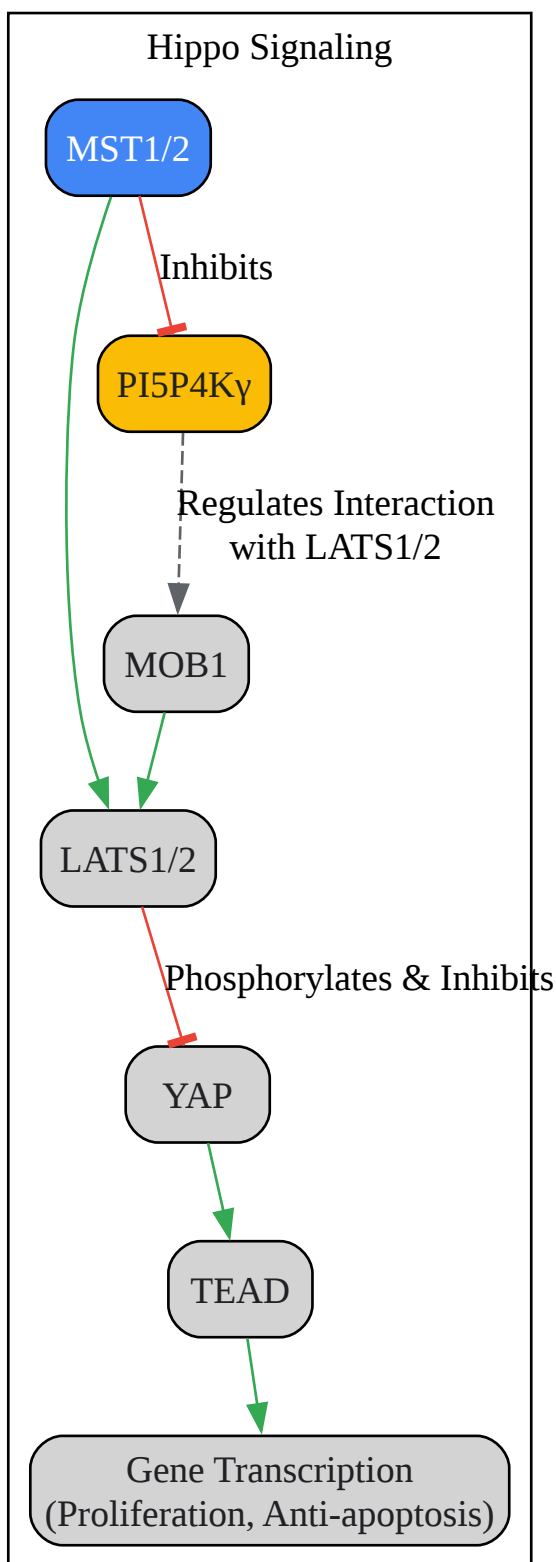 Hippo Signaling
MST1/2
Inhibits
PI5P4Kγ
Regulates Interaction
with LATS1/2
MOB1
LATS1/2
Phosphorylates & Inhibits
YAP
TEAD
Gene Transcription
(Proliferation, Anti-apoptosis)